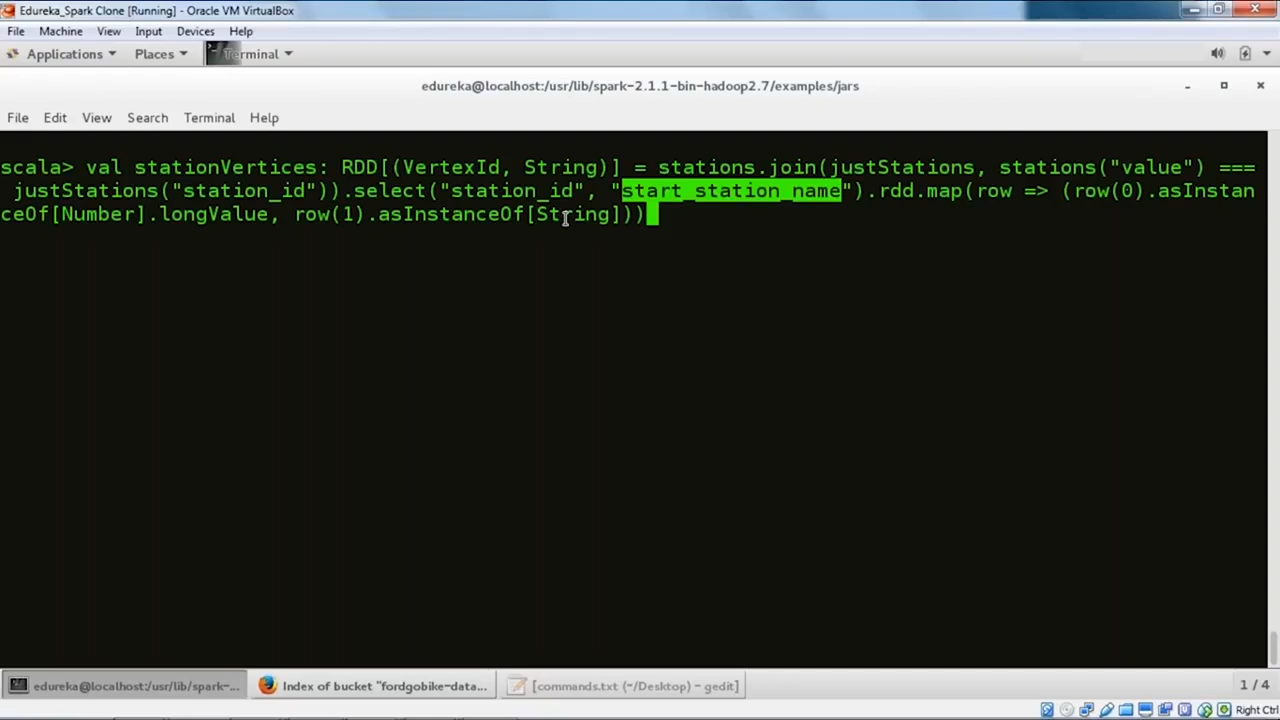 Edureka_Spark Clone [Running] - Oracle VM VirtualBox
File Machine View Input Devices Help
Applications Places Terminal
edureka@localhost:/usr/lib/spark-2.1.1-bin-hadoop2.7/examples/jars
File Edit View Search Terminal Help
scala> val stationVertices: RDD[(VertexId, String)] = stations.join(justStations, stations("value") ===
justStations("station_id")).select("station_id", "start_station_name").rdd.map(row => (row(0).asInstan
ceOf[Number].longValue, row(1).asInstanceOf[String]))
edureka@localhost:/usr/lib/spark-... Index of bucket "fordgobike-data... [commands.txt (~/Desktop) - gedit] 1 / 4
Right Ctrl